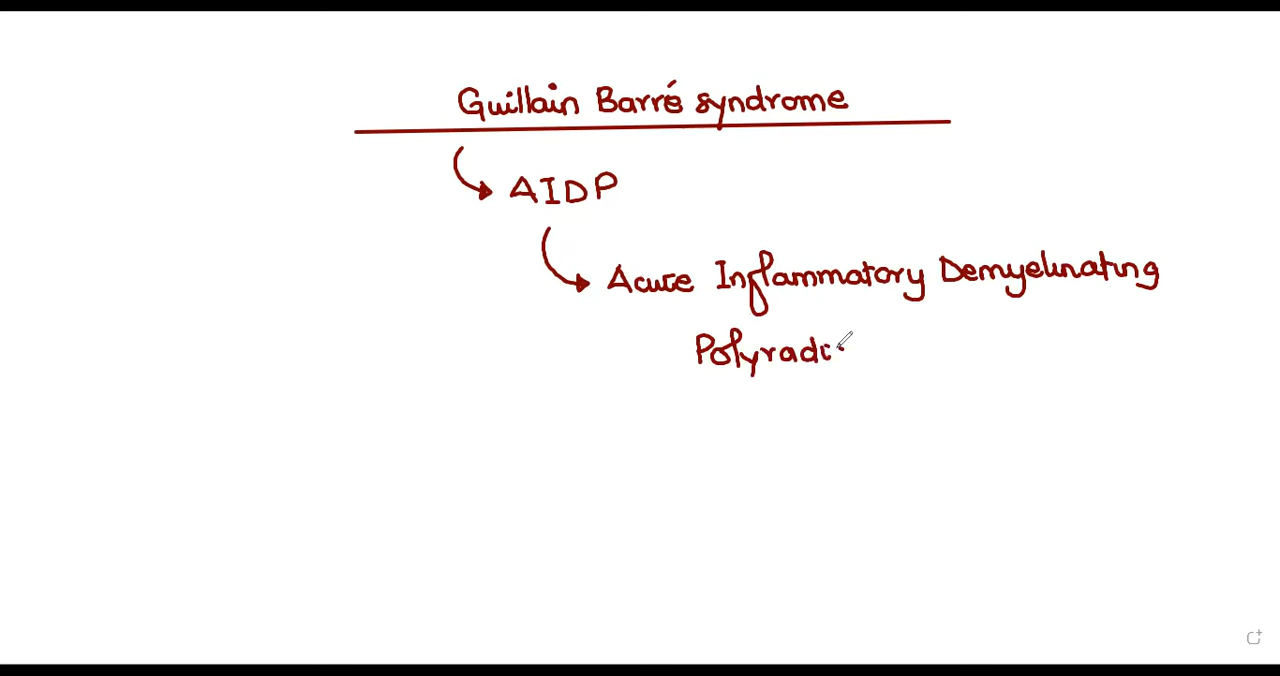 Guillain Barré syndrome
AIDP
Acute Inflammatory Demyelinating
Polyradi